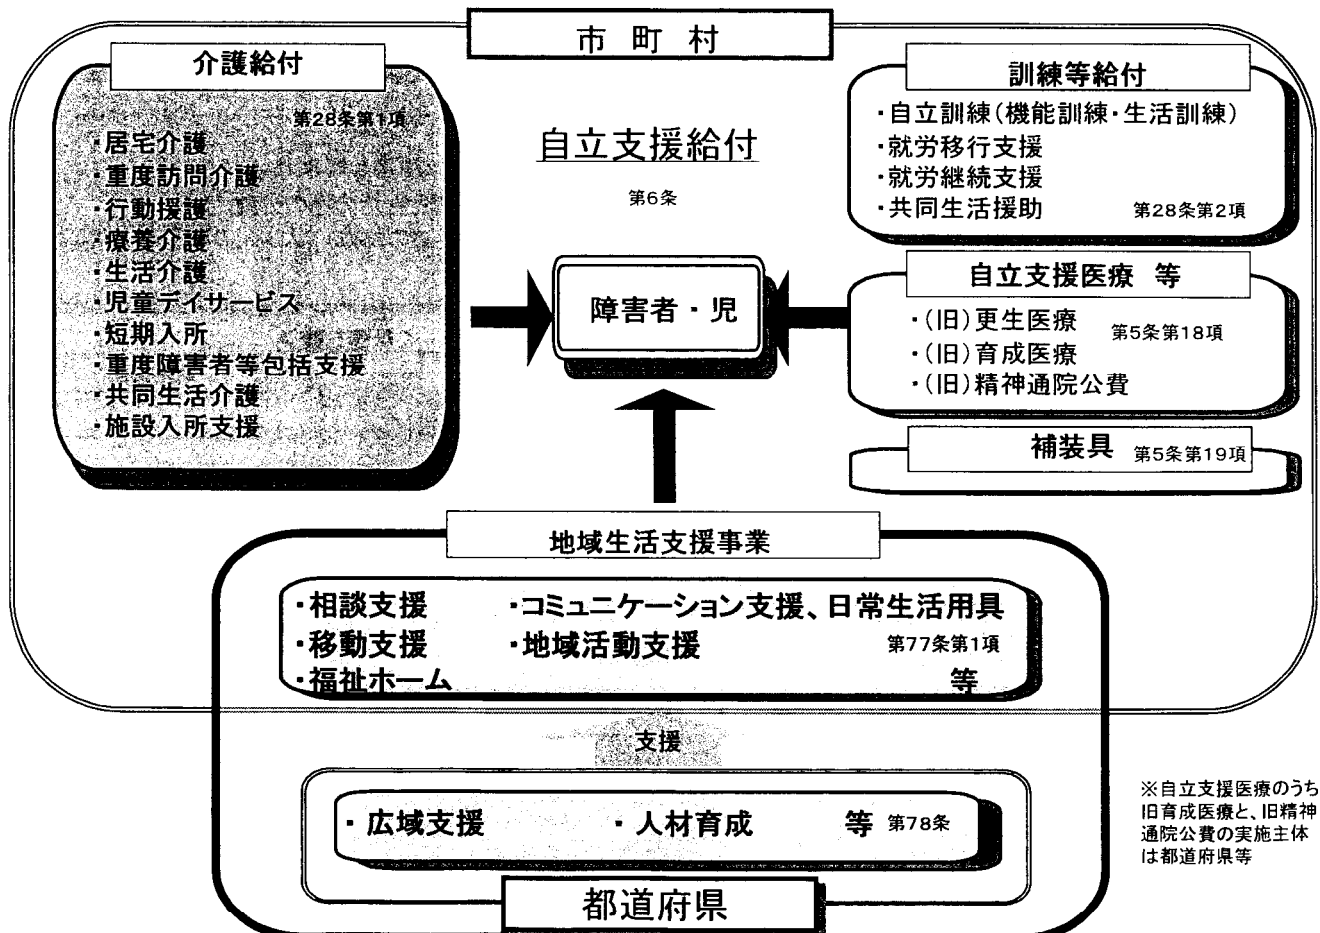 市町村
介護給付
第28条第1項
・居宅介護
・重度訪問介護
・行動援護
・療養介護
・生活介護
・児童デイサービス
・短期入所
・重度障害者等包括支援
・共同生活介護
・施設入所支援
自立支援給付
第6条
障害者・児
訓練等給付
・自立訓練(機能訓練・生活訓練)
・就労移行支援
・就労継続支援
・共同生活援助 第28条第2項
自立支援医療 等
・(旧)更生医療 第5条第18項
・(旧)育成医療
・(旧)精神通院公費
補装具 第5条第19項
地域生活支援事業
・相談支援 ・コミュニケーション支援、日常生活用具
・移動支援 ・地域活動支援 第77条第1項
・福祉ホーム 等
支援
・広域支援 ・人材育成 等 第78条
都道府県
※自立支援医療のうち
旧育成医療と、旧精神
通院公費の実施主体
は都道府県等